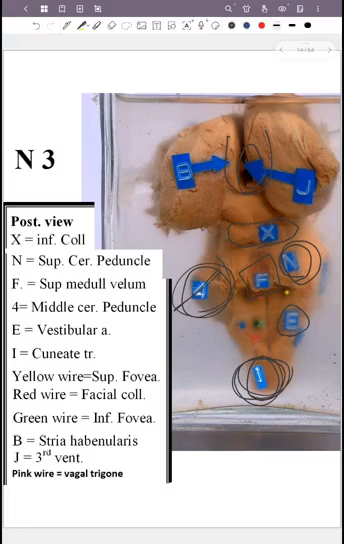 14/84
N 3
Post. view
X = inf. Coll
N = Sup. Cer. Peduncle
F. = Sup medull velum
4= Middle cer. Peduncle
E = Vestibular a.
I = Cuneate tr.
Yellow wire=Sup. Fovea.
Red wire = Facial coll.
Green wire = Inf. Fovea.
B = Stria habenularis
J = 3rd vent.
Pink wire = vagal trigone
B
J
X
N
F
4
E
I